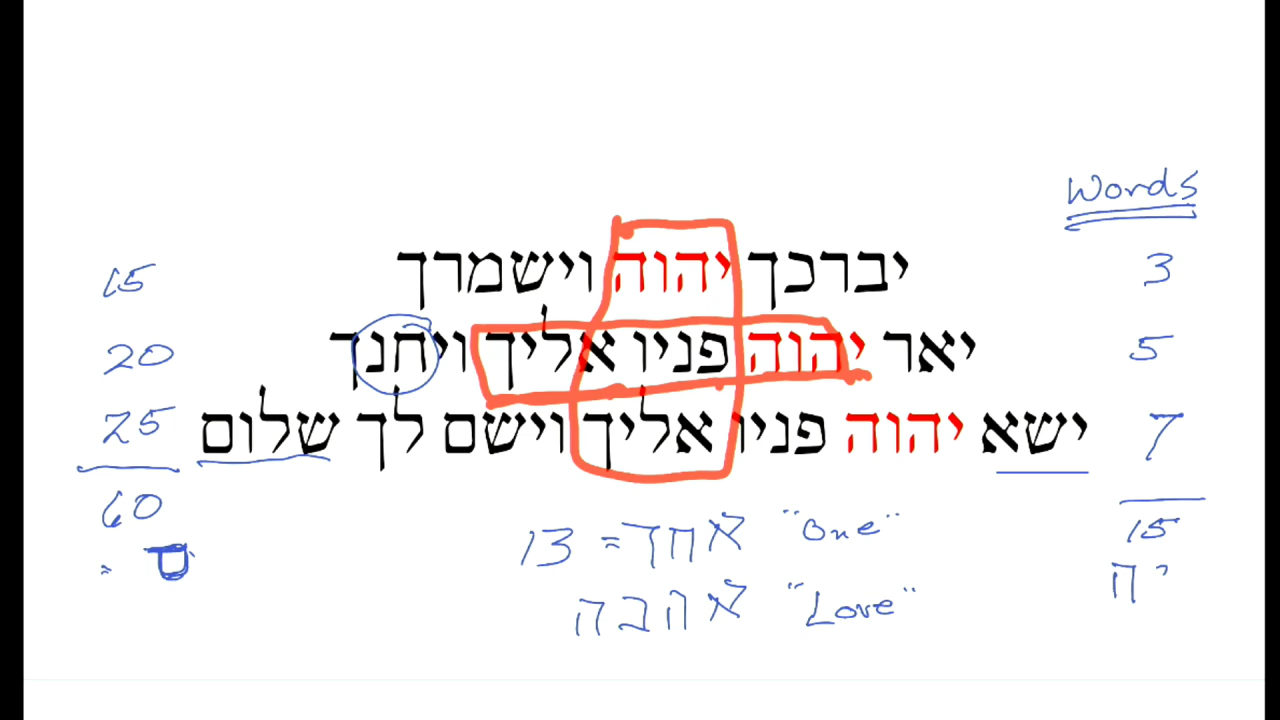 Words
יברכך יהוה וישמרך
3
15
יאר יהוה פניו אליך ויחנך
5
20
ישא יהוה פניו אליך וישם לך שלום
7
25
15
60
יה
= ם
אחד = 13 "One"
אהבה "Love"